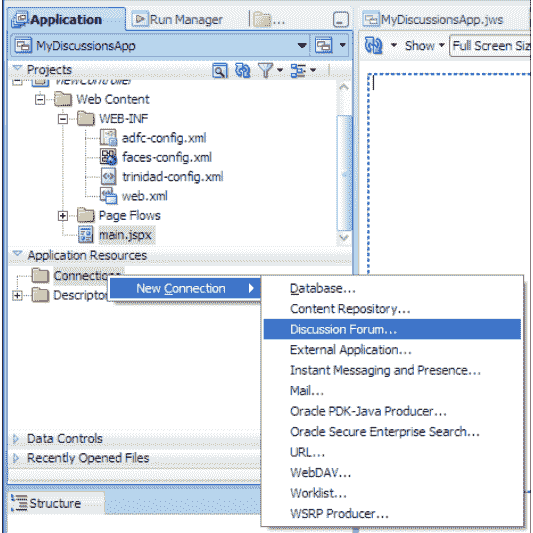 Application
Run Manager
...
MyDiscussionsApp.jws
MyDiscussionsApp
Show
Full Screen Siz
Projects
ViewController
Web Content
WEB-INF
adfc-config.xml
faces-config.xml
trinidad-config.xml
web.xml
Page Flows
main.jspx
Application Resources
Connections
New Connection
Descripto
Database...
Content Repository...
Discussion Forum...
External Application...
Instant Messaging and Presence...
Mail...
Oracle PDK-Java Producer...
Oracle Secure Enterprise Search...
URL...
WebDAV...
Worklist...
WSRP Producer...
Data Controls
Recently Opened Files
Structure